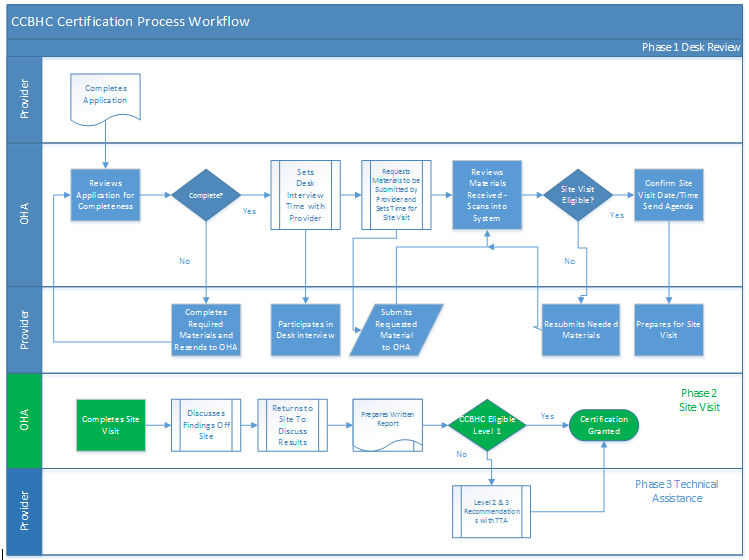 CCBHC Certification Process Workflow
Phase 1 Desk Review
Provider
Completes
Application
OHA
Reviews
Application for
Completeness
Complete?
Yes
No
Sets
Desk
Interview
Time with
Provider
Requests
Materials to be
Submitted by
Provider and
Sets Time for
Site Visit
Reviews
Materials
Received -
Scans into
System
Site Visit
Eligible?
Yes
No
Confirm Site
Visit Date/Time
Send Agenda
Provider
Completes
Required
Materials and
Resends to OHA
Participates in
Desk Interview
Submits
Requested
Material
to OHA
Resubmits Needed
Materials
Prepares for Site
Visit
OHA
Phase 2
Site Visit
Completes Site
Visit
Discusses
Findings Off
Site
Returns to
Site To
Discuss
Results
Prepares Written
Report
CCBHC Eligible
Level 1
Yes
No
Certification
Granted
Provider
Phase 3 Technical
Assistance
Level 2 & 3
Recommendation
s with TTA